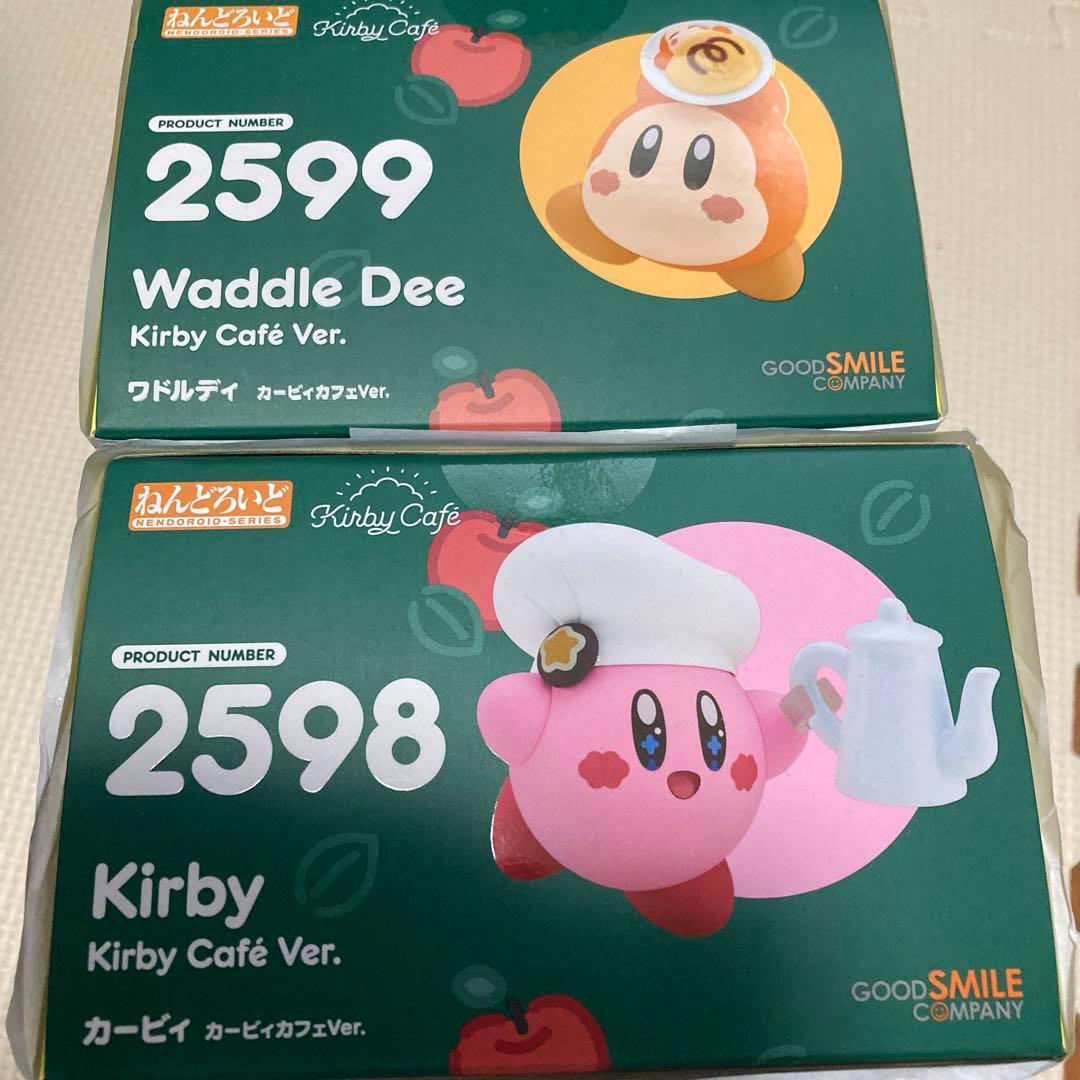 ねんどろいど
NENDOROID-SERIES
Kirby Café
PRODUCT NUMBER
2599
Waddle Dee
Kirby Café Ver.
ワドルディ カービィカフェVer.
GOOD SMILE
COMPANY
ねんどろいど
NENDOROID-SERIES
Kirby Café
PRODUCT NUMBER
2598
Kirby
Kirby Café Ver.
カービィ カービィカフェVer.
GOOD SMILE
COMPANY